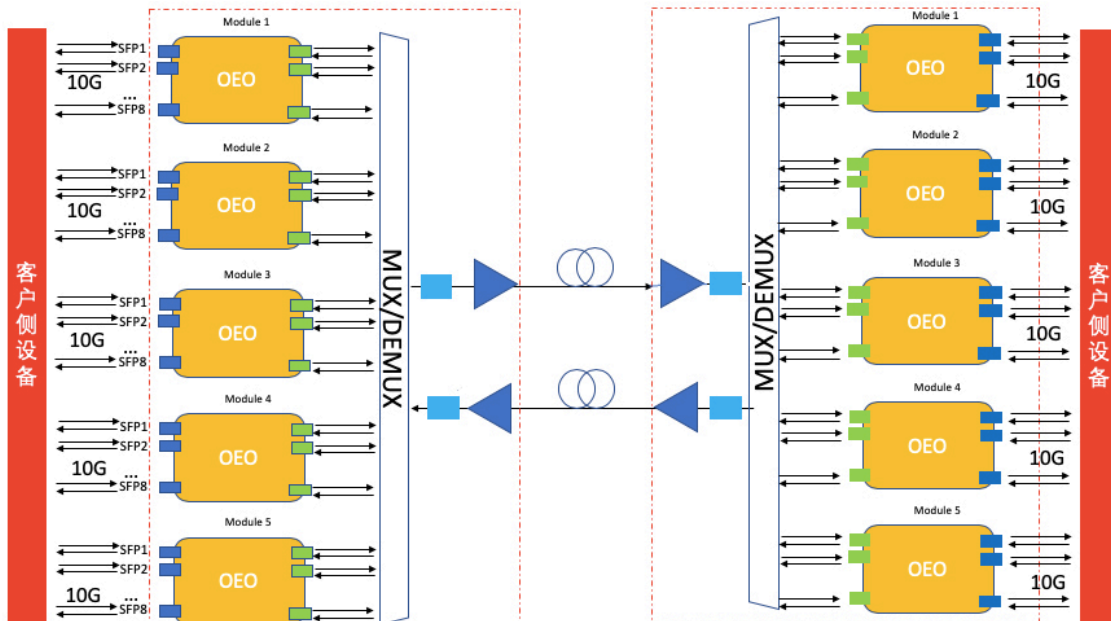 客户侧设备
Module 1
SFP1
SFP2
10G
...
SFP8
OEO
Module 2
SFP1
SFP2
10G
...
SFP8
OEO
Module 3
SFP1
SFP2
10G
...
SFP8
OEO
Module 4
SFP1
SFP2
10G
...
SFP8
OEO
Module 5
SFP1
SFP2
10G
...
SFP8
OEO
MUX/DEMUX
MUX/DEMUX
Module 1
OEO
10G
Module 2
OEO
10G
Module 3
OEO
10G
Module 4
OEO
10G
Module 5
OEO
10G
客户侧设备